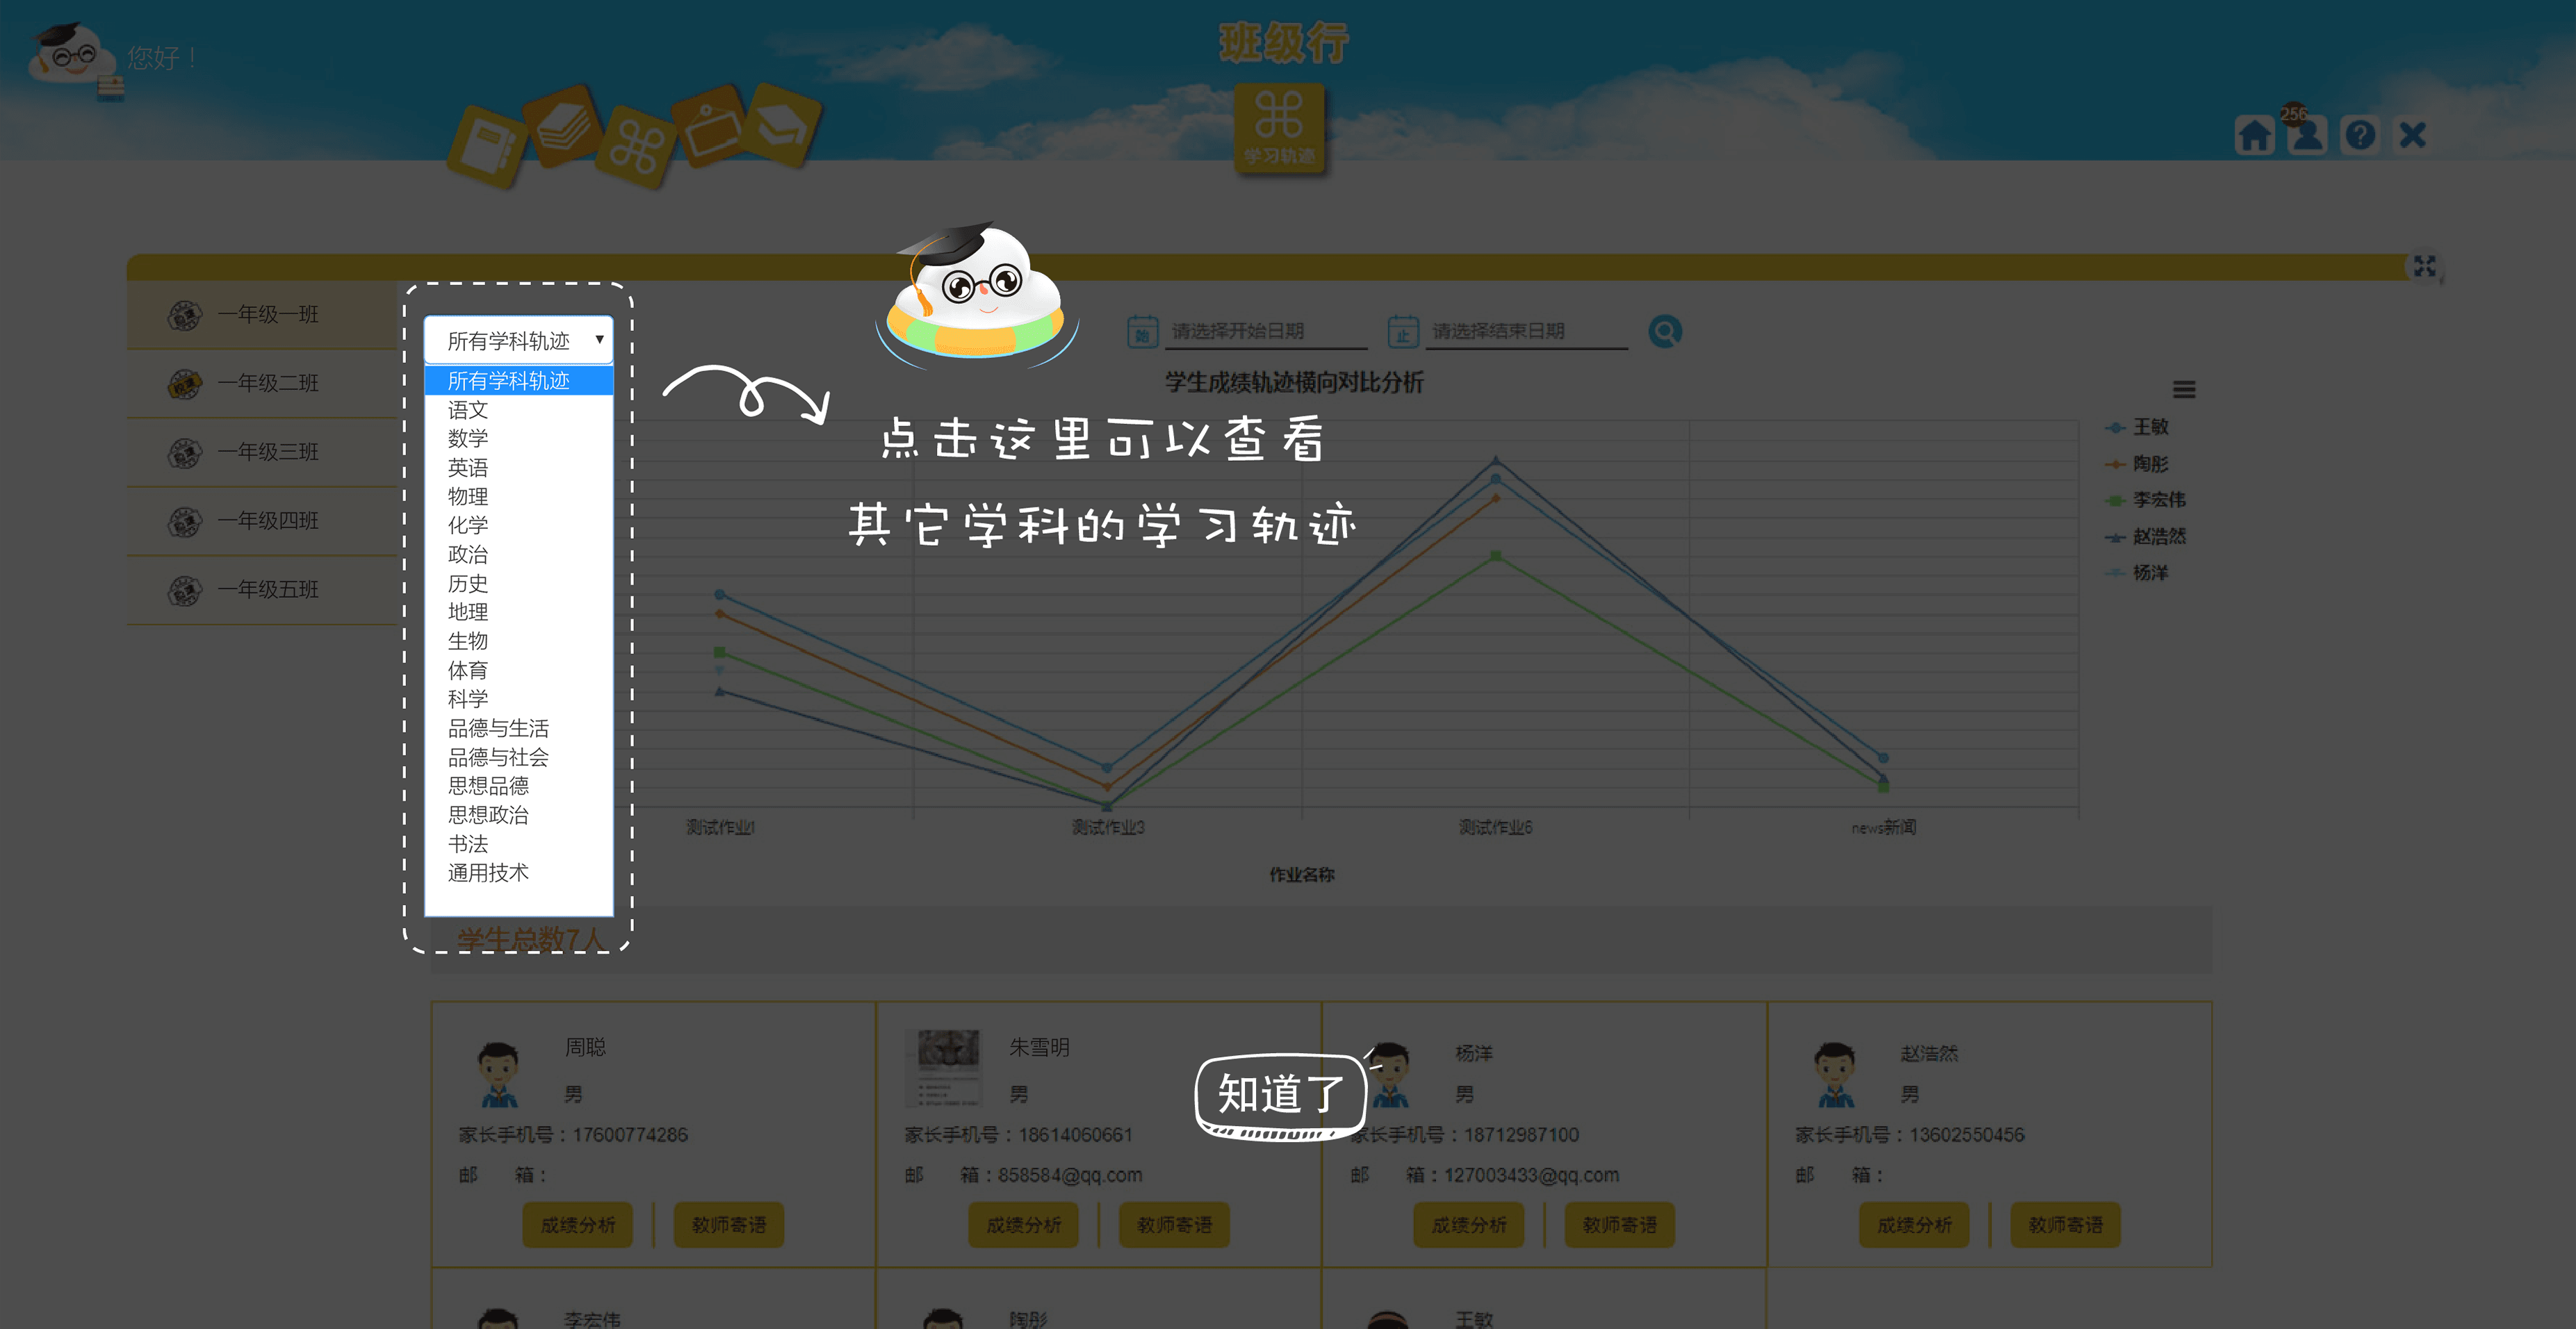 您好！
班级行
学习轨迹
256
一年级一班
一年级二班
一年级三班
一年级四班
一年级五班
所有学科轨迹
所有学科轨迹
语文
数学
英语
物理
化学
政治
历史
地理
生物
体育
科学
品德与生活
品德与社会
思想品德
思想政治
书法
通用技术
始 请选择开始日期 止 请选择结束日期
学生成绩轨迹横向对比分析
点击这里可以查看
其它学科的学习轨迹
王敏
陶彤
李宏伟
赵浩然
杨洋
测试作业1 测试作业3 测试作业6 news新闻
作业名称
学生总数7人
周聪
男
家长手机号：17600774286
邮 箱：
成绩分析 教师寄语
朱雪明
男
家长手机号：18614060661
邮 箱：858584@qq.com
成绩分析 教师寄语
知道了
杨洋
男
家长手机号：18712987100
邮 箱：127003433@qq.com
成绩分析 教师寄语
赵浩然
男
家长手机号：13602550456
邮 箱：
成绩分析 教师寄语
李宏伟
陶彤
王敏